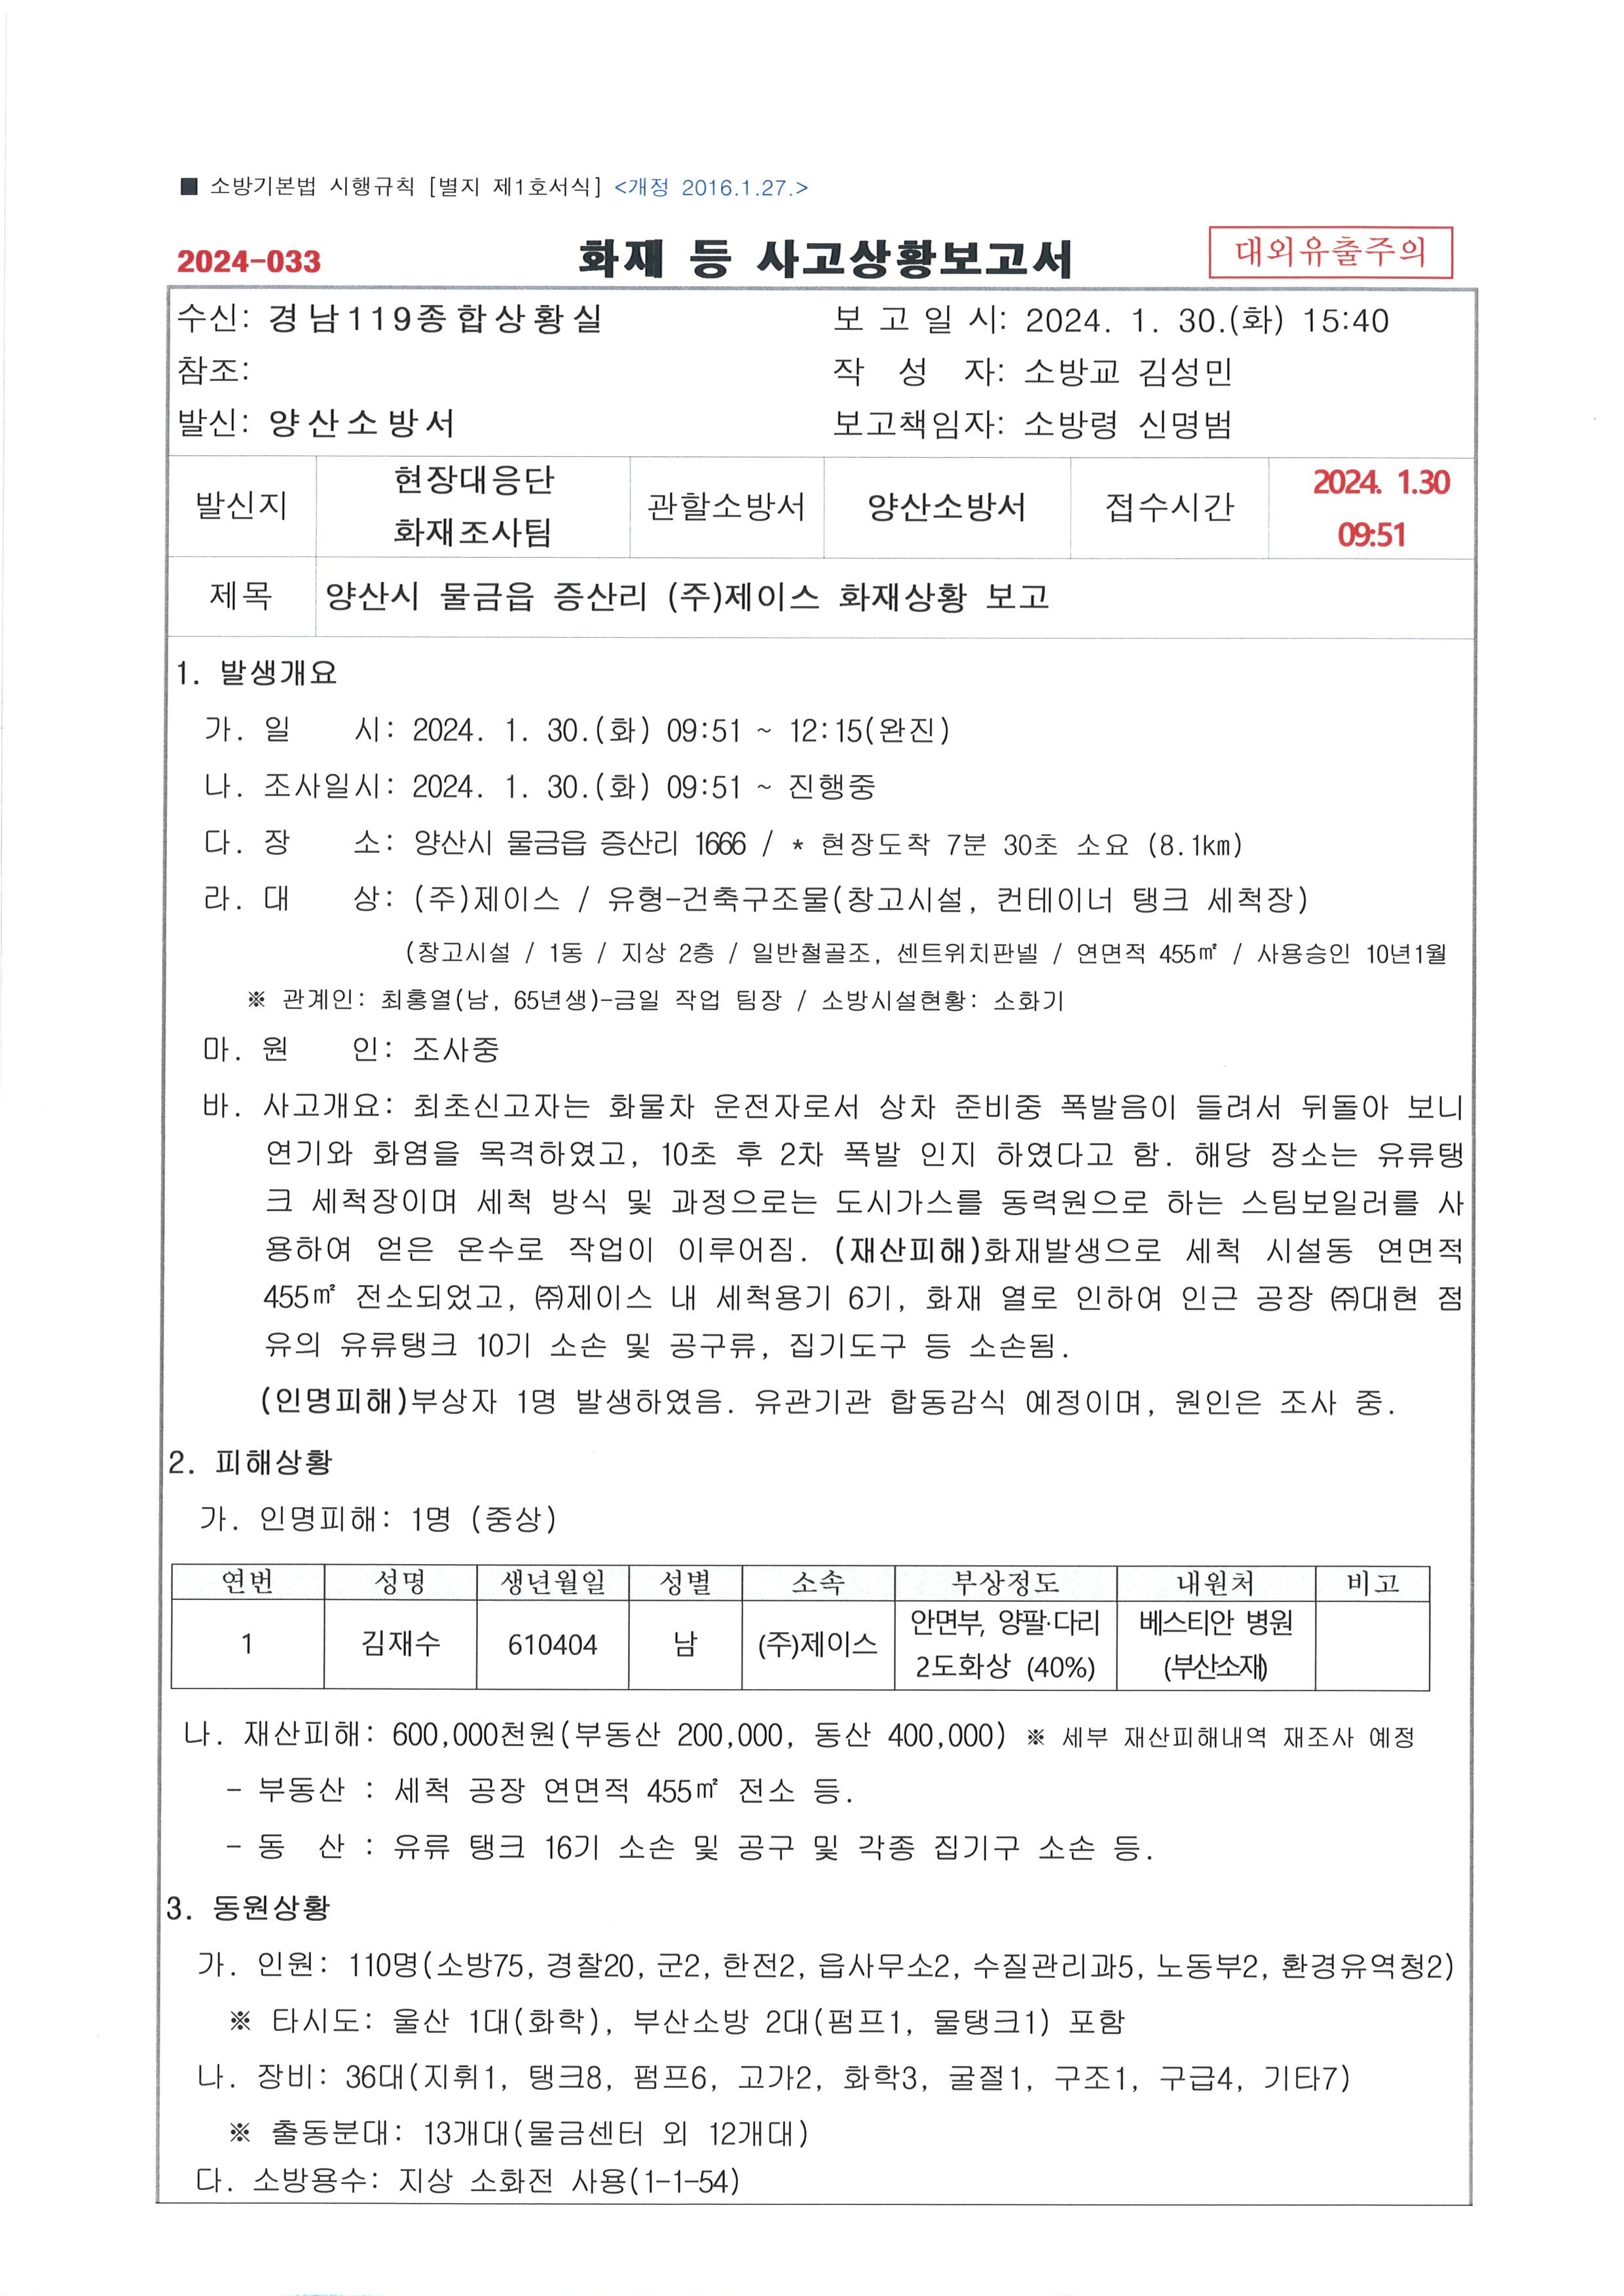 ■ 소방기본법 시행규칙 [별지 제1호서식] <개정 2016.1.27.>
2024-033 화재 등 사고상황보고서 대외유출주의
수신: 경남119종합상황실 보 고 일 시: 2024. 1. 30.(화) 15:40
참조: 작 성 자: 소방교 김성민
발신: 양산소방서 보고책임자: 소방령 신명범
발신지 현장대응단 화재조사팀 관할소방서 양산소방서 접수시간 2024. 1.30 09:51
제목 양산시 물금읍 증산리 (주)제이스 화재상황 보고
1. 발생개요
가. 일 시: 2024. 1. 30.(화) 09:51 ~ 12:15(완진)
나. 조사일시: 2024. 1. 30.(화) 09:51 ~ 진행중
다. 장 소: 양산시 물금읍 증산리 1666 / * 현장도착 7분 30초 소요 (8.1km)
라. 대 상: (주)제이스 / 유형-건축구조물(창고시설, 컨테이너 탱크 세척장)
(창고시설 / 1동 / 지상 2층 / 일반철골조, 센트위치판넬 / 연면적 455㎡ / 사용승인 10년1월
※ 관계인: 최홍열(남, 65년생)-금일 작업 팀장 / 소방시설현황: 소화기
마. 원 인: 조사중
바. 사고개요: 최초신고자는 화물차 운전자로서 상차 준비중 폭발음이 들려서 뒤돌아 보니
연기와 화염을 목격하였고, 10초 후 2차 폭발 인지 하였다고 함. 해당 장소는 유류탱
크 세척장이며 세척 방식 및 과정으로는 도시가스를 동력원으로 하는 스팀보일러를 사
용하여 얻은 온수로 작업이 이루어짐. (재산피해)화재발생으로 세척 시설동 연면적
455㎡ 전소되었고, ㈜제이스 내 세척용기 6기, 화재 열로 인하여 인근 공장 ㈜대현 점
유의 유류탱크 10기 소손 및 공구류, 집기도구 등 소손됨.
(인명피해)부상자 1명 발생하였음. 유관기관 합동감식 예정이며, 원인은 조사 중.
2. 피해상황
가. 인명피해: 1명 (중상)
연번 성명 생년월일 성별 소속 부상정도 내원처 비고
1 김재수 610404 남 (주)제이스 안면부, 양팔·다리 2도화상 (40%) 베스티안 병원 (부산소재)
나. 재산피해: 600,000천원(부동산 200,000, 동산 400,000) ※ 세부 재산피해내역 재조사 예정
- 부동산 : 세척 공장 연면적 455㎡ 전소 등.
- 동 산 : 유류 탱크 16기 소손 및 공구 및 각종 집기구 소손 등.
3. 동원상황
가. 인원: 110명(소방75, 경찰20, 군2, 한전2, 읍사무소2, 수질관리과5, 노동부2, 환경유역청2)
※ 타시도: 울산 1대(화학), 부산소방 2대(펌프1, 물탱크1) 포함
나. 장비: 36대(지휘1, 탱크8, 펌프6, 고가2, 화학3, 굴절1, 구조1, 구급4, 기타7)
※ 출동분대: 13개대(물금센터 외 12개대)
다. 소방용수: 지상 소화전 사용(1-1-54)